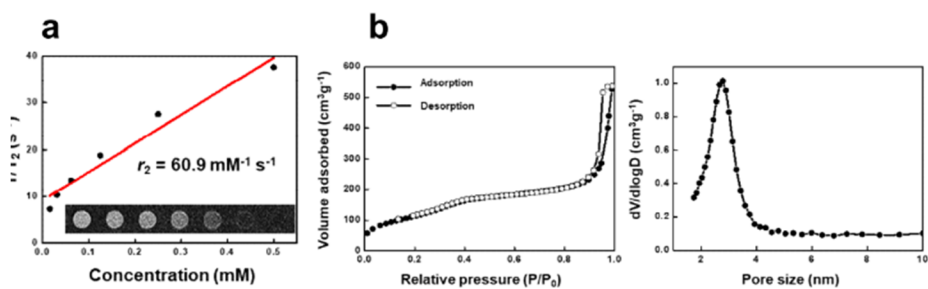 a
40
30
20
10
0
r₂ = 60.9 mM⁻¹ s⁻¹
0.0 0.1 0.2 0.3 0.4 0.5
Concentration (mM)
b
Volume adsorbed (cm³g⁻¹)
600
500
400
300
200
100
0
Adsorption
Desorption
0.0 0.2 0.4 0.6 0.8 1.0
Relative pressure (P/P₀)
dV/dlogD (cm³g⁻¹)
1.0
0.8
0.6
0.4
0.2
0.0
2 4 6 8 10
Pore size (nm)